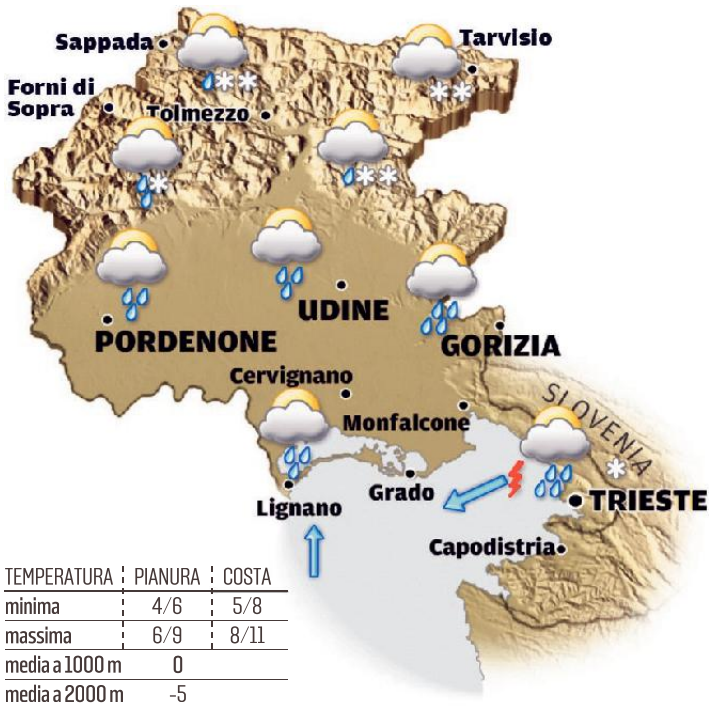 Sappada
Tarvisio
Forni di
Sopra
Tolmezzo
UDINE
PORDENONE
GORIZIA
Cervignano
SLOVENIA
Monfalcone
Grado
Lignano
TRIESTE
Capodistria
TEMPERATURA PIANURA COSTA
minima 4/6 5/8
massima 6/9 8/11
media a 1000 m 0
media a 2000 m -5